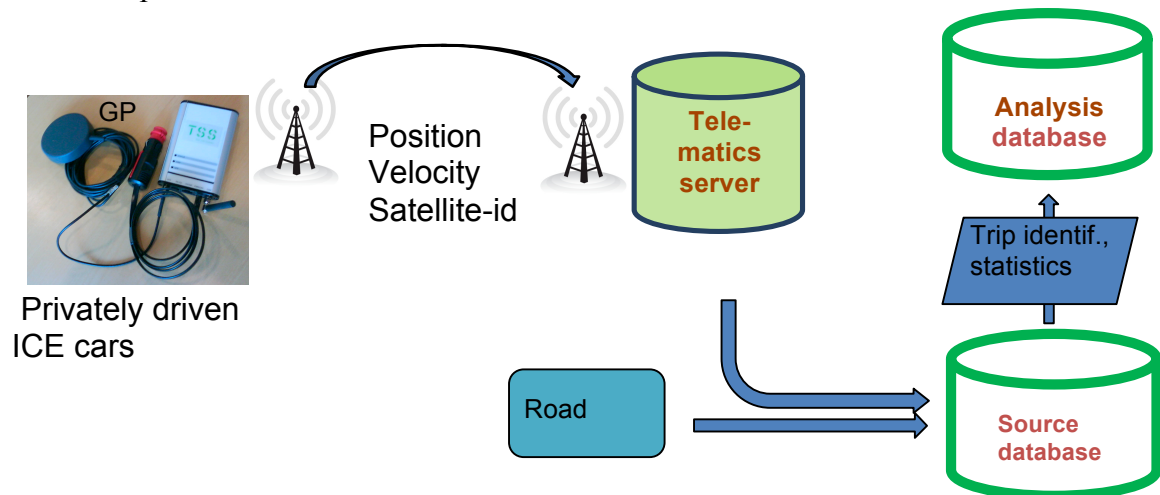 GP
TSS
Privately driven
ICE cars
Position
Velocity
Satellite-id
Tele-
matics
server
Analysis
database
Trip identif.,
statistics
Road
Source
database